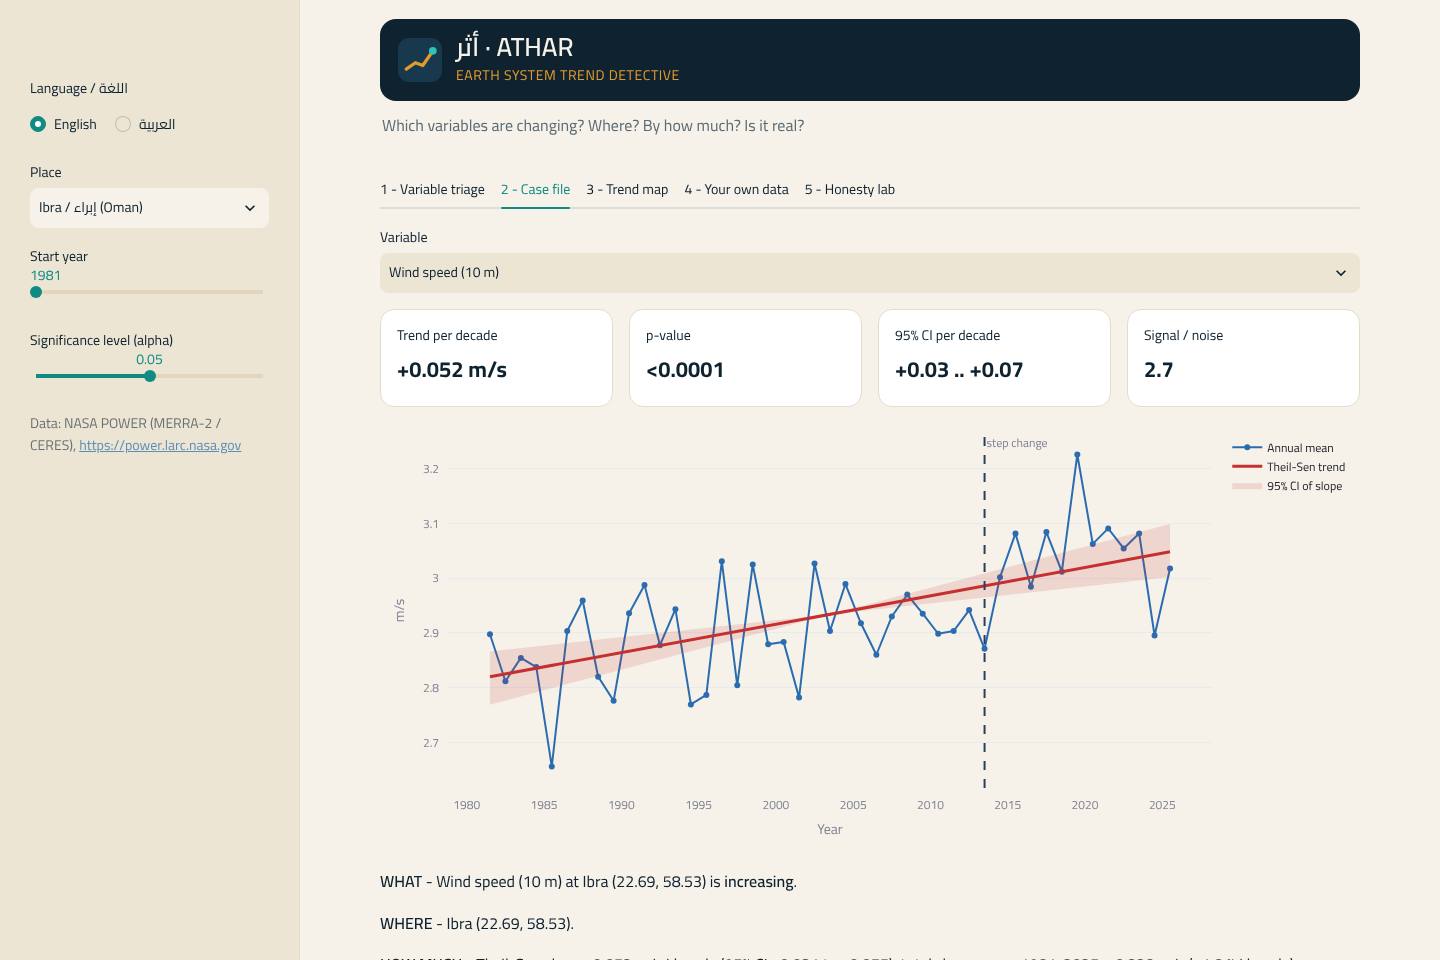 Language / اللغة
English
العربية
Place
Ibra / إبراء (Oman)
Start year
1981
Significance level (alpha)
0.05
Data: NASA POWER (MERRA-2 /
CERES), https://power.larc.nasa.gov
أثر · ATHAR
EARTH SYSTEM TREND DETECTIVE
Which variables are changing? Where? By how much? Is it real?
1 - Variable triage
2 - Case file
3 - Trend map
4 - Your own data
5 - Honesty lab
Variable
Wind speed (10 m)
Trend per decade
+0.052 m/s
p-value
<0.0001
95% CI per decade
+0.03 .. +0.07
Signal / noise
2.7
step change
Annual mean
Theil-Sen trend
95% CI of slope
3.2
3.1
3
2.9
2.8
2.7
m/s
1980
1985
1990
1995
2000
2005
2010
2015
2020
2025
Year
WHAT - Wind speed (10 m) at Ibra (22.69, 58.53) is increasing.
WHERE - Ibra (22.69, 58.53).